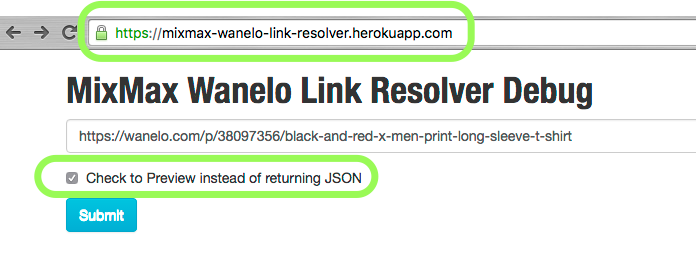 https://mixmax-wanelo-link-resolver.herokuapp.com
MixMax Wanelo Link Resolver Debug
https://wanelo.com/p/38097356/black-and-red-x-men-print-long-sleeve-t-shirt
Check to Preview instead of returning JSON
Submit